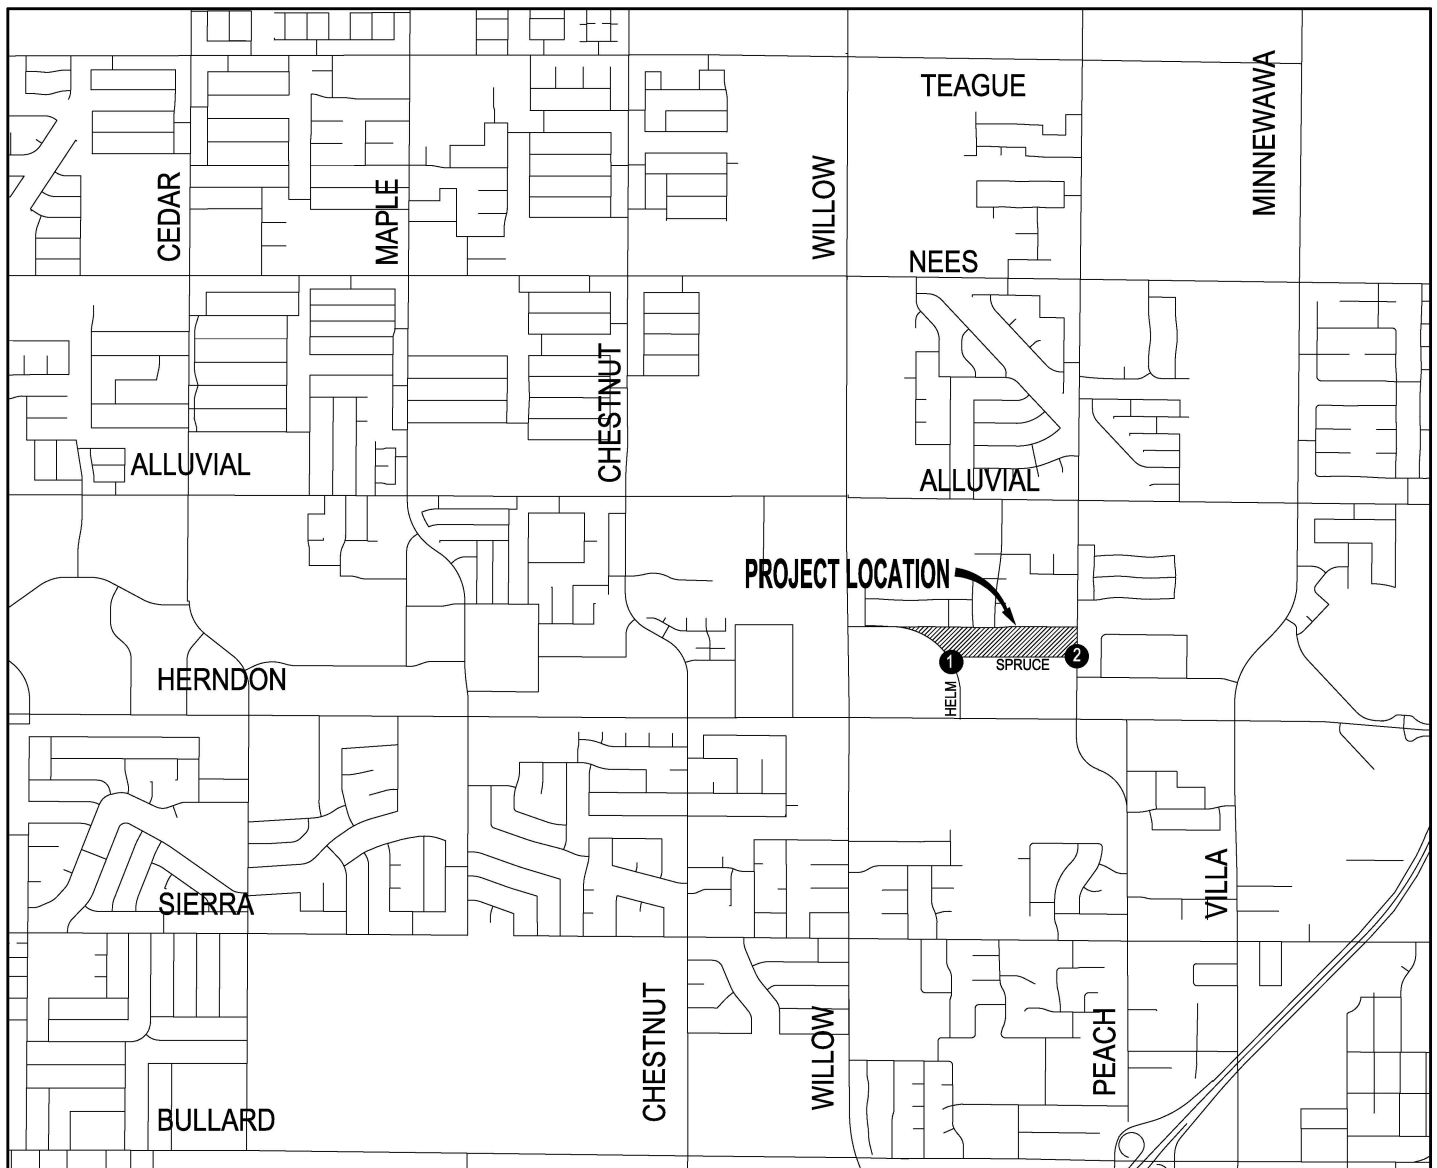 TEAGUE
MINNEWAWA
CEDAR
MAPLE
WILLOW
NEES
CHESTNUT
ALLUVIAL
ALLUVIAL
PROJECT LOCATION
1
2
SPRUCE
HELM
HERNDON
VILLA
SIERRA
CHESTNUT
WILLOW
PEACH
BULLARD